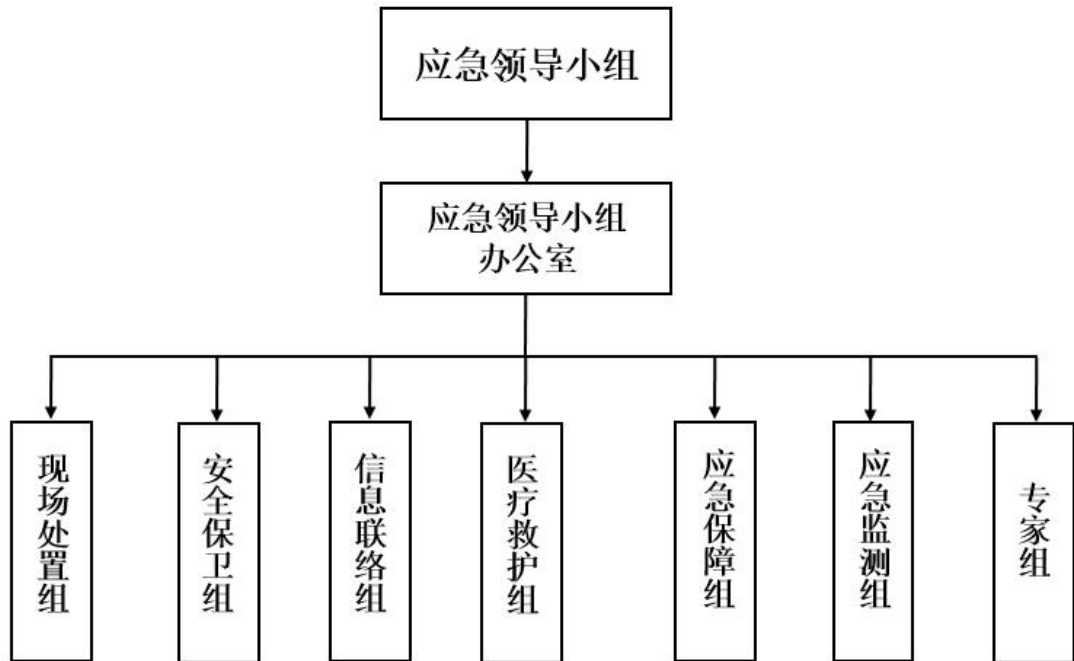 应急领导小组
应急领导小组
办公室
现场处置组
安全保卫组
信息联络组
医疗救护组
应急保障组
应急监测组
专家组